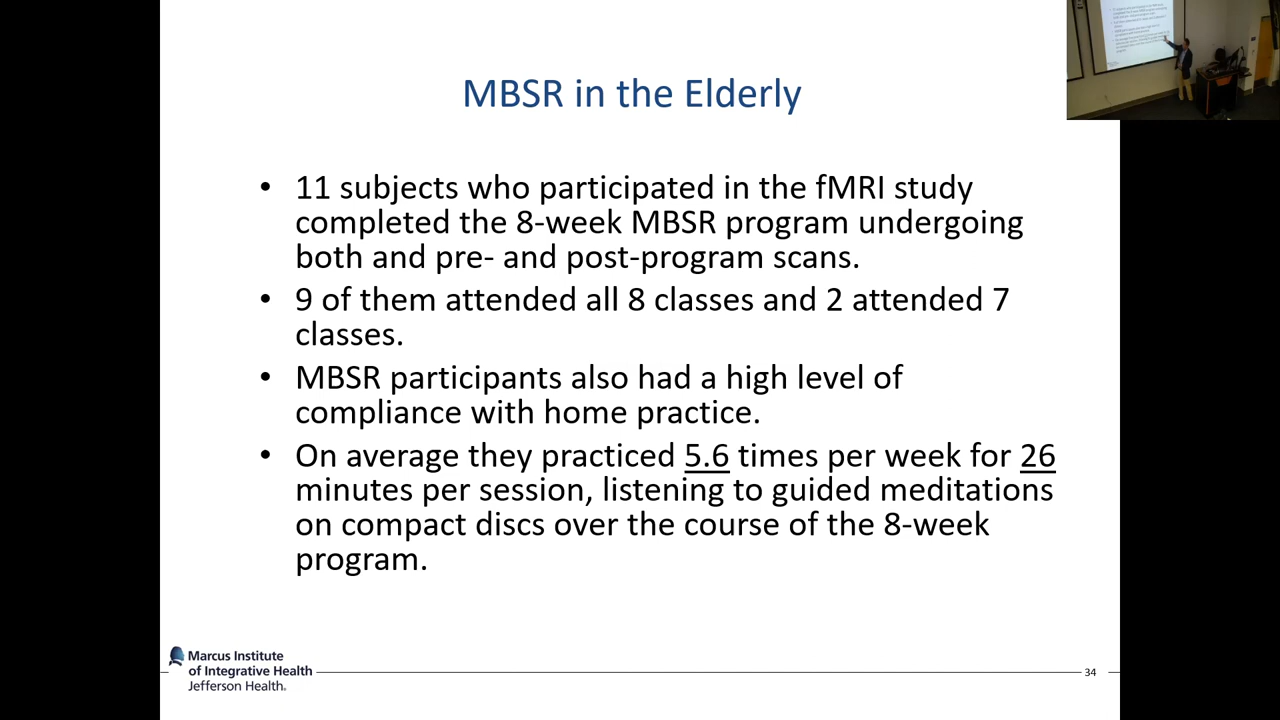 MBSR in the Elderly
• 11 subjects who participated in the fMRI study
completed the 8-week MBSR program undergoing
both and pre- and post-program scans.
• 9 of them attended all 8 classes and 2 attended 7
classes.
• MBSR participants also had a high level of
compliance with home practice.
• On average they practiced 5.6 times per week for 26
minutes per session, listening to guided meditations
on compact discs over the course of the 8-week
program.
Marcus Institute
of Integrative Health
Jefferson Health.
34